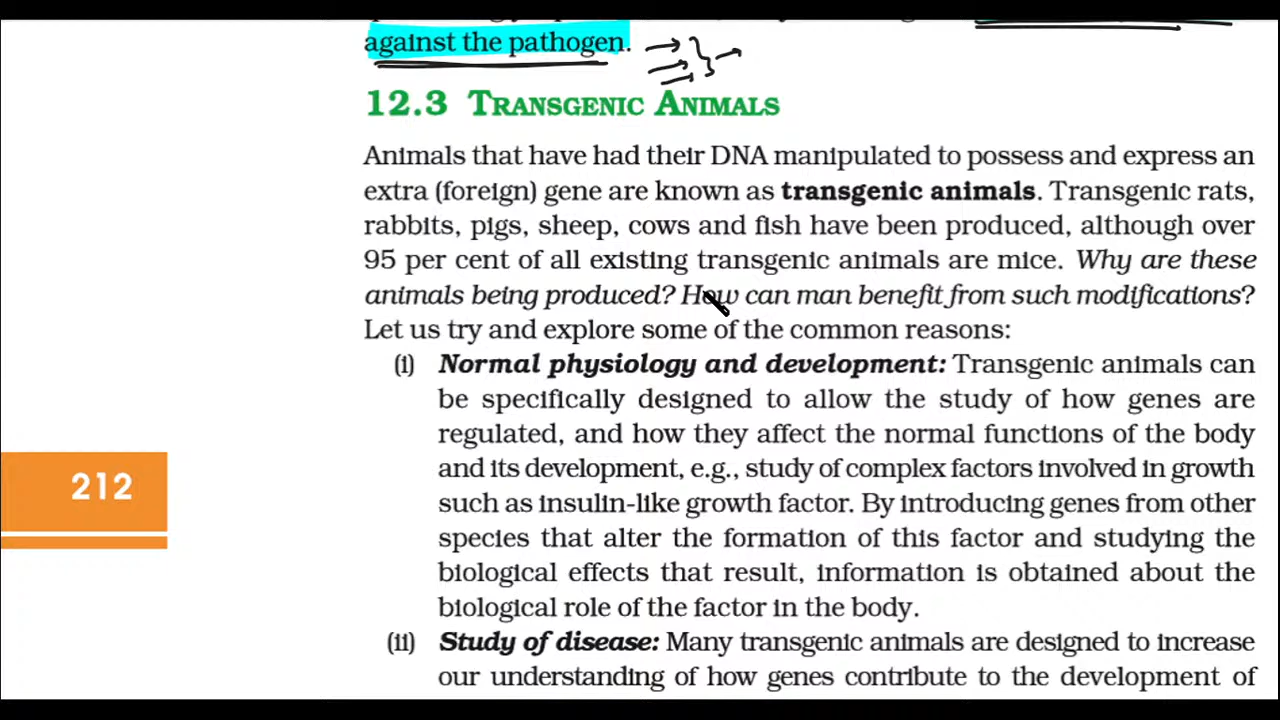 against the pathogen.
12.3 TRANSGENIC ANIMALS
Animals that have had their DNA manipulated to possess and express an
extra (foreign) gene are known as transgenic animals. Transgenic rats,
rabbits, pigs, sheep, cows and fish have been produced, although over
95 per cent of all existing transgenic animals are mice. Why are these
animals being produced? How can man benefit from such modifications?
Let us try and explore some of the common reasons:
(i) Normal physiology and development: Transgenic animals can
be specifically designed to allow the study of how genes are
regulated, and how they affect the normal functions of the body
and its development, e.g., study of complex factors involved in growth
such as insulin-like growth factor. By introducing genes from other
species that alter the formation of this factor and studying the
biological effects that result, information is obtained about the
biological role of the factor in the body.
212
(ii) Study of disease: Many transgenic animals are designed to increase
our understanding of how genes contribute to the development of